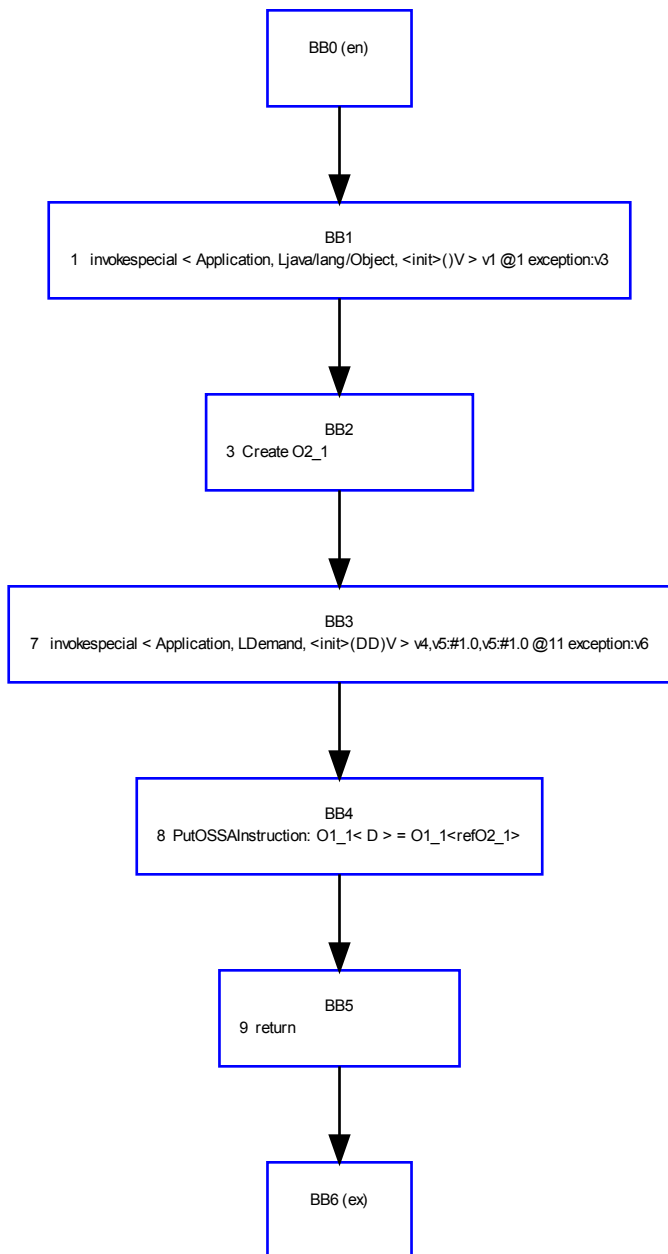 BB0 (en)
BB1
1 invokespecial < Application, Ljava/lang/Object, <init>()V > v1 @1 exception:v3
BB2
3 Create O2_1
BB3
7 invokespecial < Application, LDemand, <init>(DD)V > v4,v5:#1.0,v5:#1.0 @11 exception:v6
BB4
8 PutOSSAInstruction: O1_1< D > = O1_1<refO2_1>
BB5
9 return
BB6 (ex)